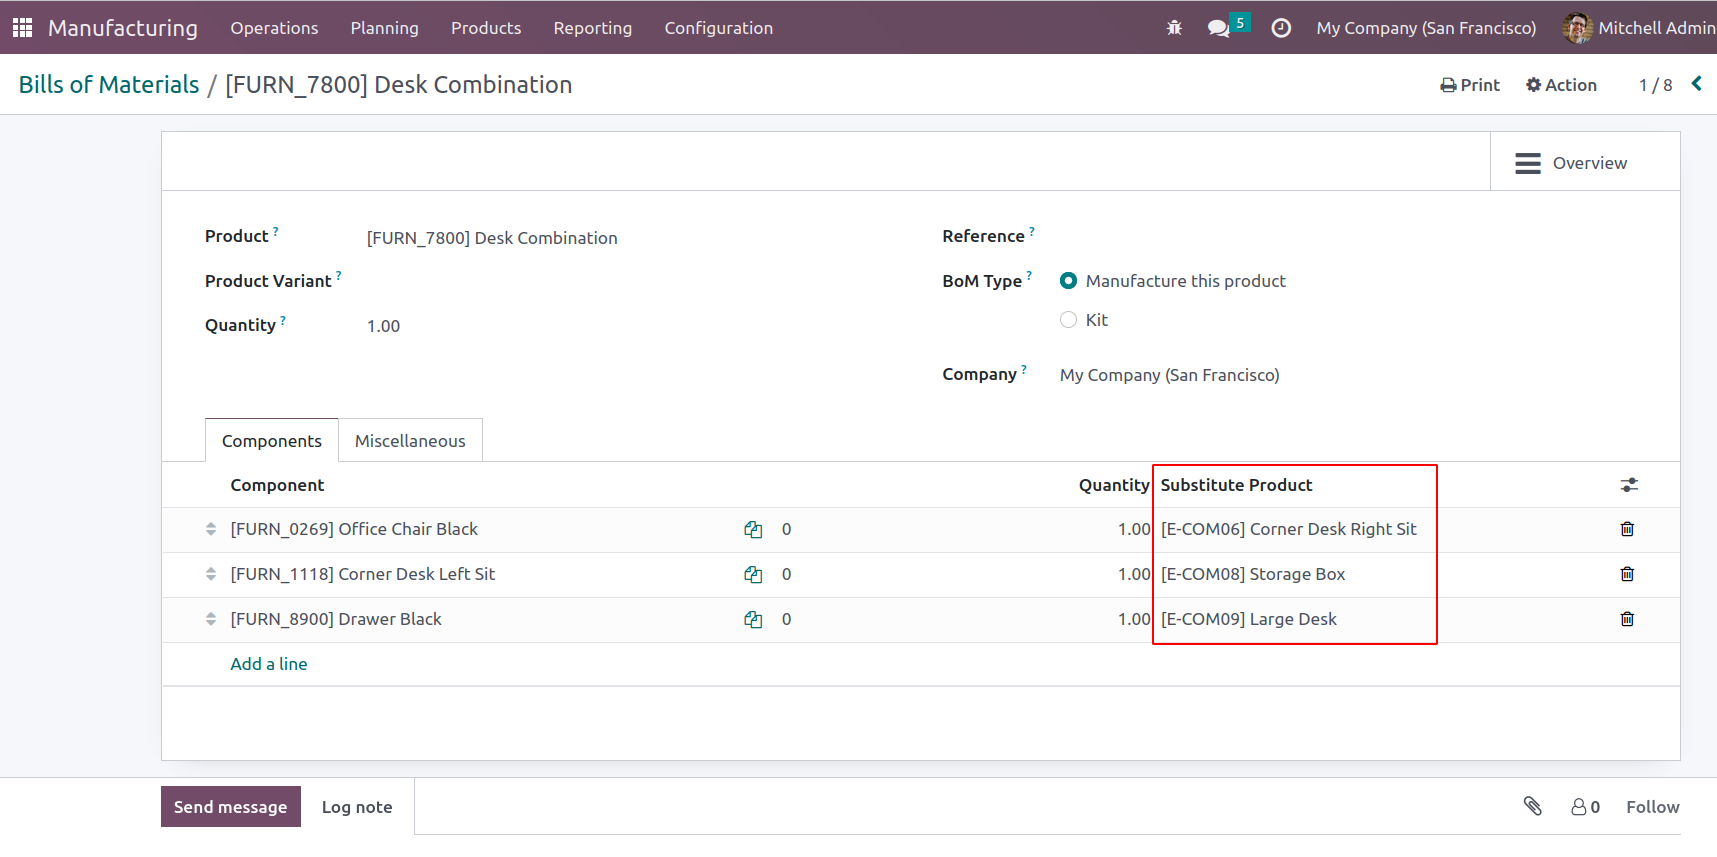 Manufacturing Operations Planning Products Reporting Configuration 5 My Company (San Francisco) Mitchell Admin
Bills of Materials / [FURN_7800] Desk Combination Print Action 1 / 8
Overview
Product ? [FURN_7800] Desk Combination Reference ?
Product Variant ? BoM Type ? Manufacture this product
Quantity ? 1.00 Kit
Company ? My Company (San Francisco)
Components Miscellaneous
Component Quantity Substitute Product
[FURN_0269] Office Chair Black 0 1.00 [E-COM06] Corner Desk Right Sit
[FURN_1118] Corner Desk Left Sit 0 1.00 [E-COM08] Storage Box
[FURN_8900] Drawer Black 0 1.00 [E-COM09] Large Desk
Add a line
Send message Log note 0 Follow